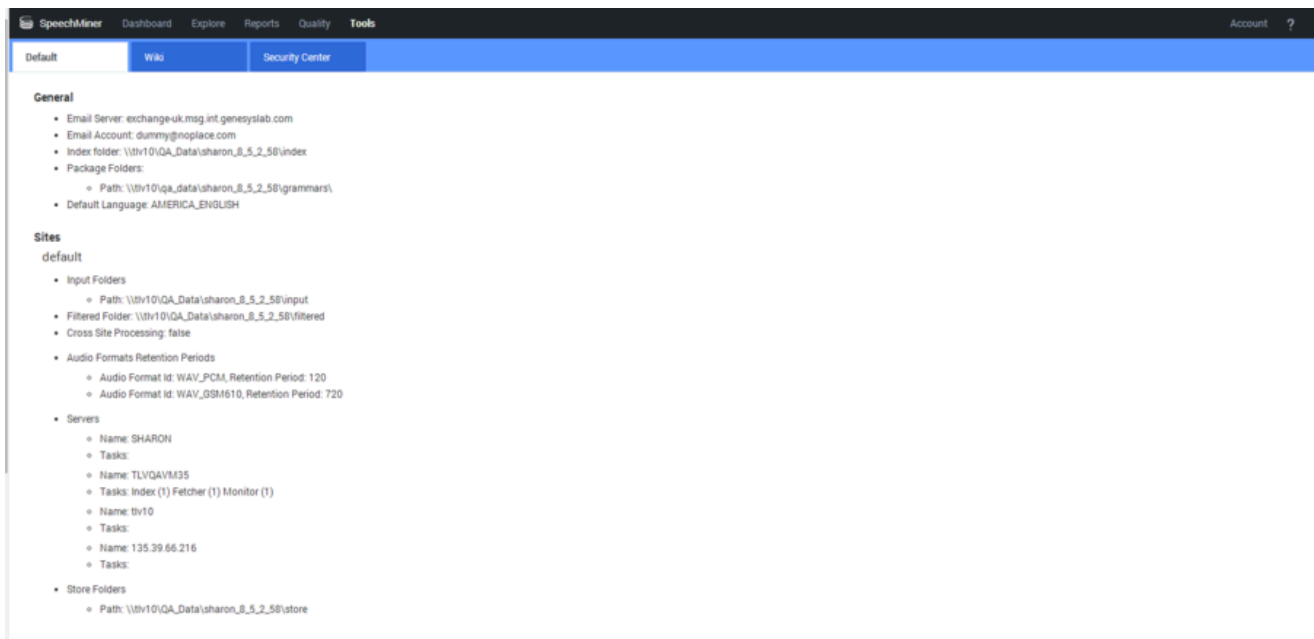 SpeechMiner Dashboard Explore Reports Quality Tools Account ?
Default Wiki Security Center
General
• Email Server: exchange-uk.msg.int.genesyslab.com
• Email Account: dummy@noplace.com
• Index folder: \\tlv10\QA_Data\sharon_8_5_2_58\index
• Package Folders:
○ Path: \\tlv10\qa_data\sharon_8_5_2_58\grammars\
• Default Language: AMERICA_ENGLISH
Sites
default
• Input Folders
○ Path: \\tlv10\QA_Data\sharon_8_5_2_58\input
• Filtered Folder: \\tlv10\QA_Data\sharon_8_5_2_58\filtered
• Cross Site Processing: false
• Audio Formats Retention Periods
○ Audio Format Id: WAV_PCM, Retention Period: 120
○ Audio Format Id: WAV_GSM610, Retention Period: 720
• Servers
○ Name: SHARON
○ Tasks:
○ Name: TLVQAVM35
○ Tasks: Index (1) Fetcher (1) Monitor (1)
○ Name: tlv10
○ Tasks:
○ Name: 135.39.66.216
○ Tasks:
• Store Folders
○ Path: \\tlv10\QA_Data\sharon_8_5_2_58\store